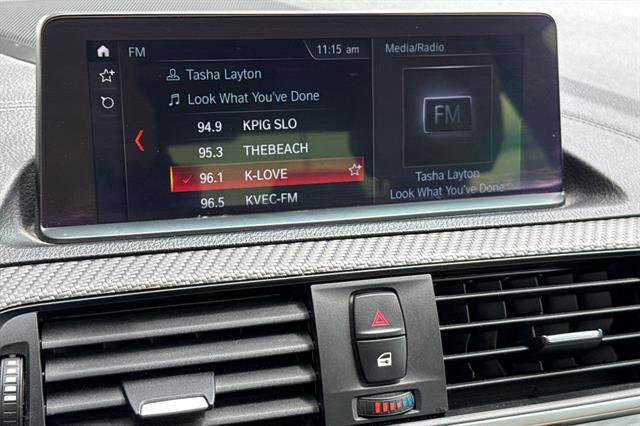 FM
11:15 am
Tasha Layton
Look What You've Done
94.9 KPIG SLO
95.3 THEBEACH
96.1 K-LOVE
96.5 KVEC-FM
Media/Radio
FM
Tasha Layton
Look What You've Done